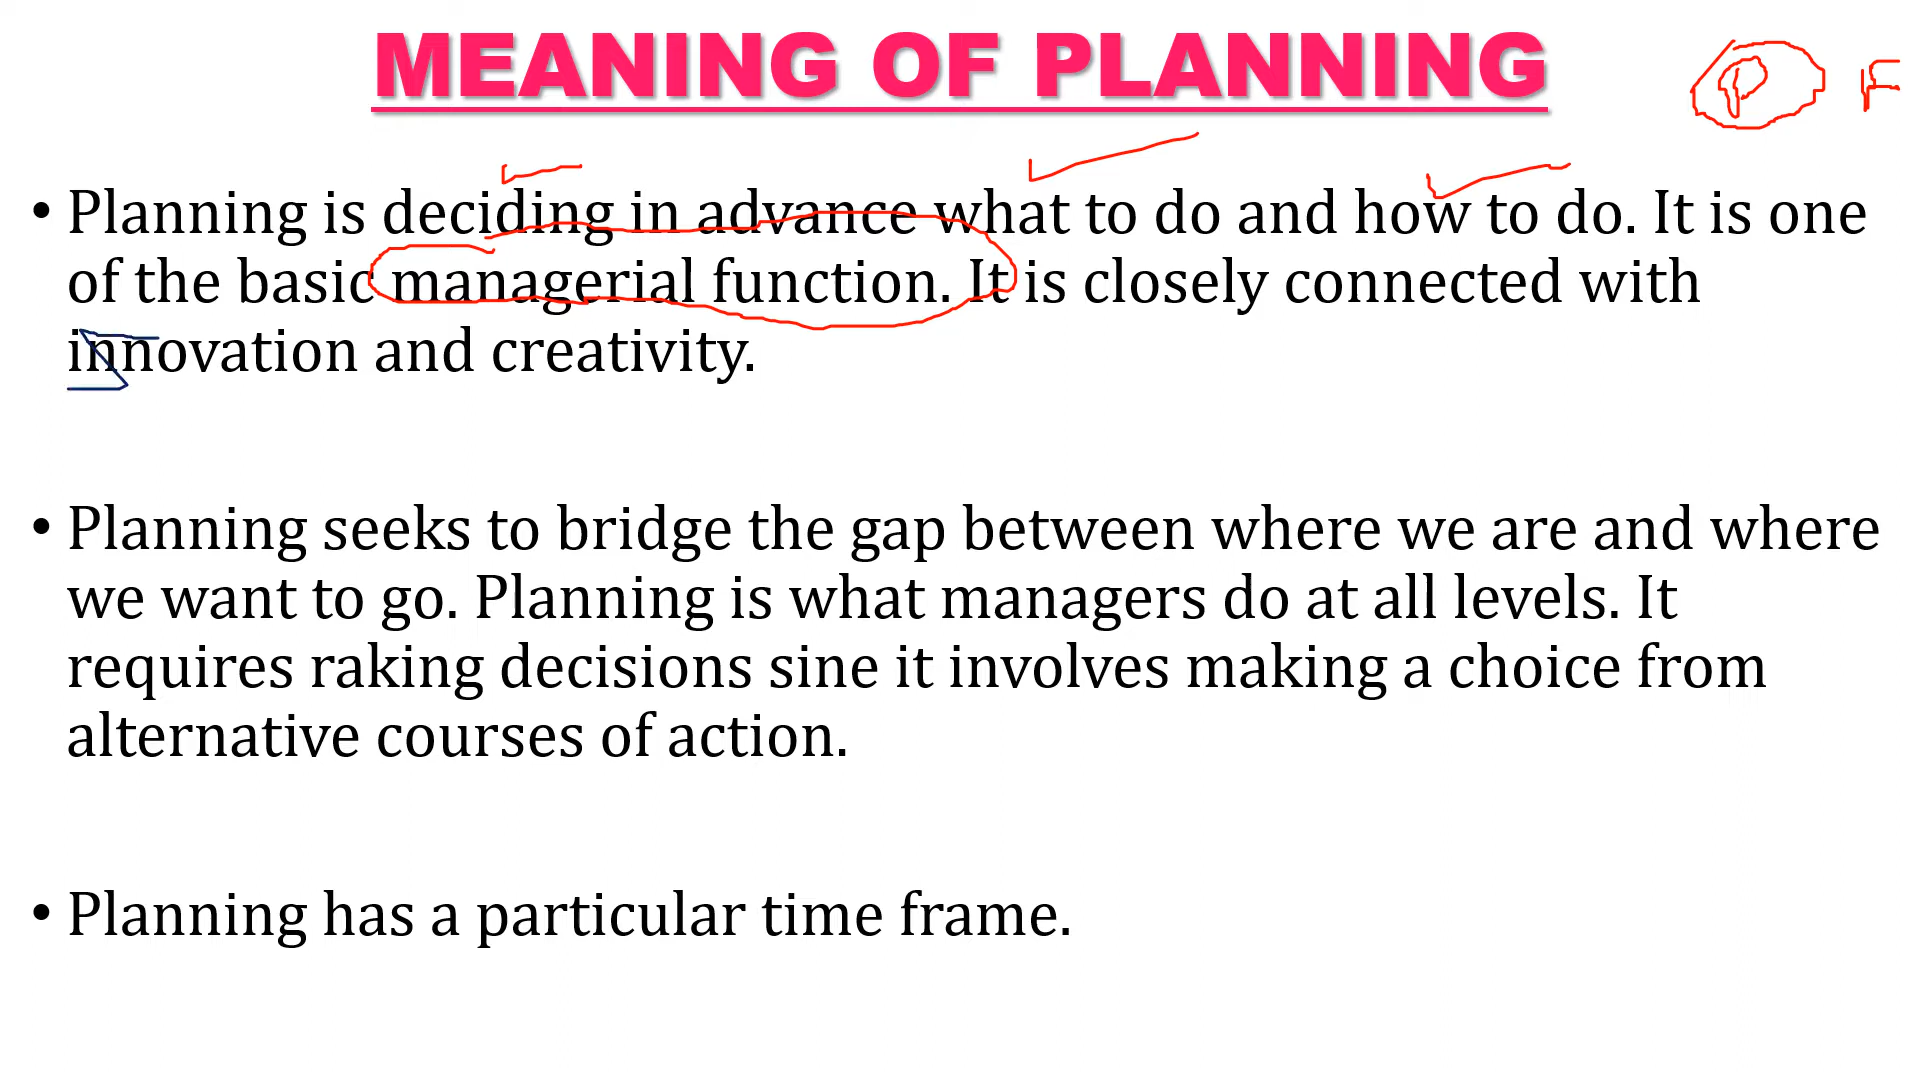 MEANING OF PLANNING
P F
• Planning is deciding in advance what to do and how to do. It is one
of the basic managerial function. It is closely connected with
innovation and creativity.
• Planning seeks to bridge the gap between where we are and where
we want to go. Planning is what managers do at all levels. It
requires raking decisions sine it involves making a choice from
alternative courses of action.
• Planning has a particular time frame.